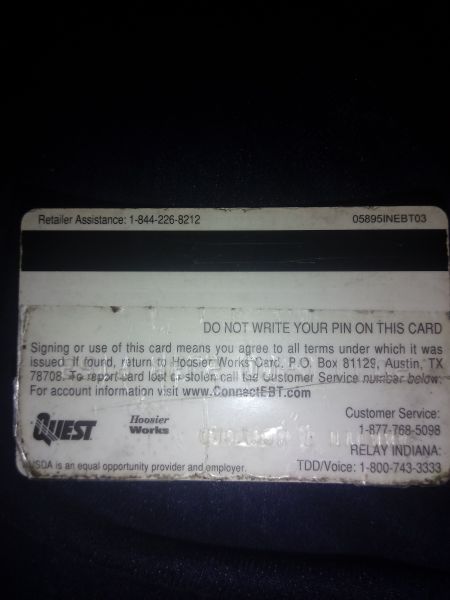 Retailer Assistance: 1-844-226-8212 05895INEBT03
DO NOT WRITE YOUR PIN ON THIS CARD
Signing or use of this card means you agree to all terms under which it was
issued. If found, return to Hoosier Works Card, P.O. Box 81129, Austin, TX
78708. To report card lost or stolen call the Customer Service number below.
For account information visit www.ConnectEBT.com
QUEST
Hoosier
Works
Customer Service:
1-877-768-5098
RELAY INDIANA:
TDD/Voice: 1-800-743-3333
USDA is an equal opportunity provider and employer.